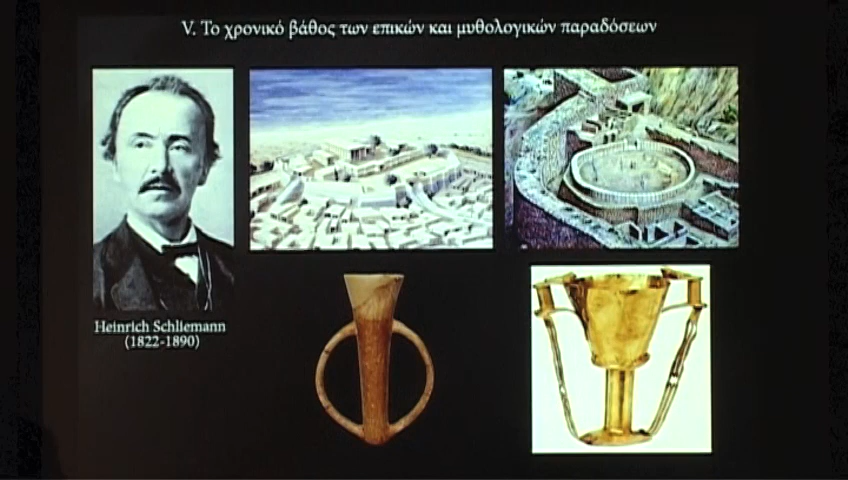 V. Το χρονικό βάθος των επικών και μυθολογικών παραδόσεων
Heinrich Schliemann
(1822-1890)